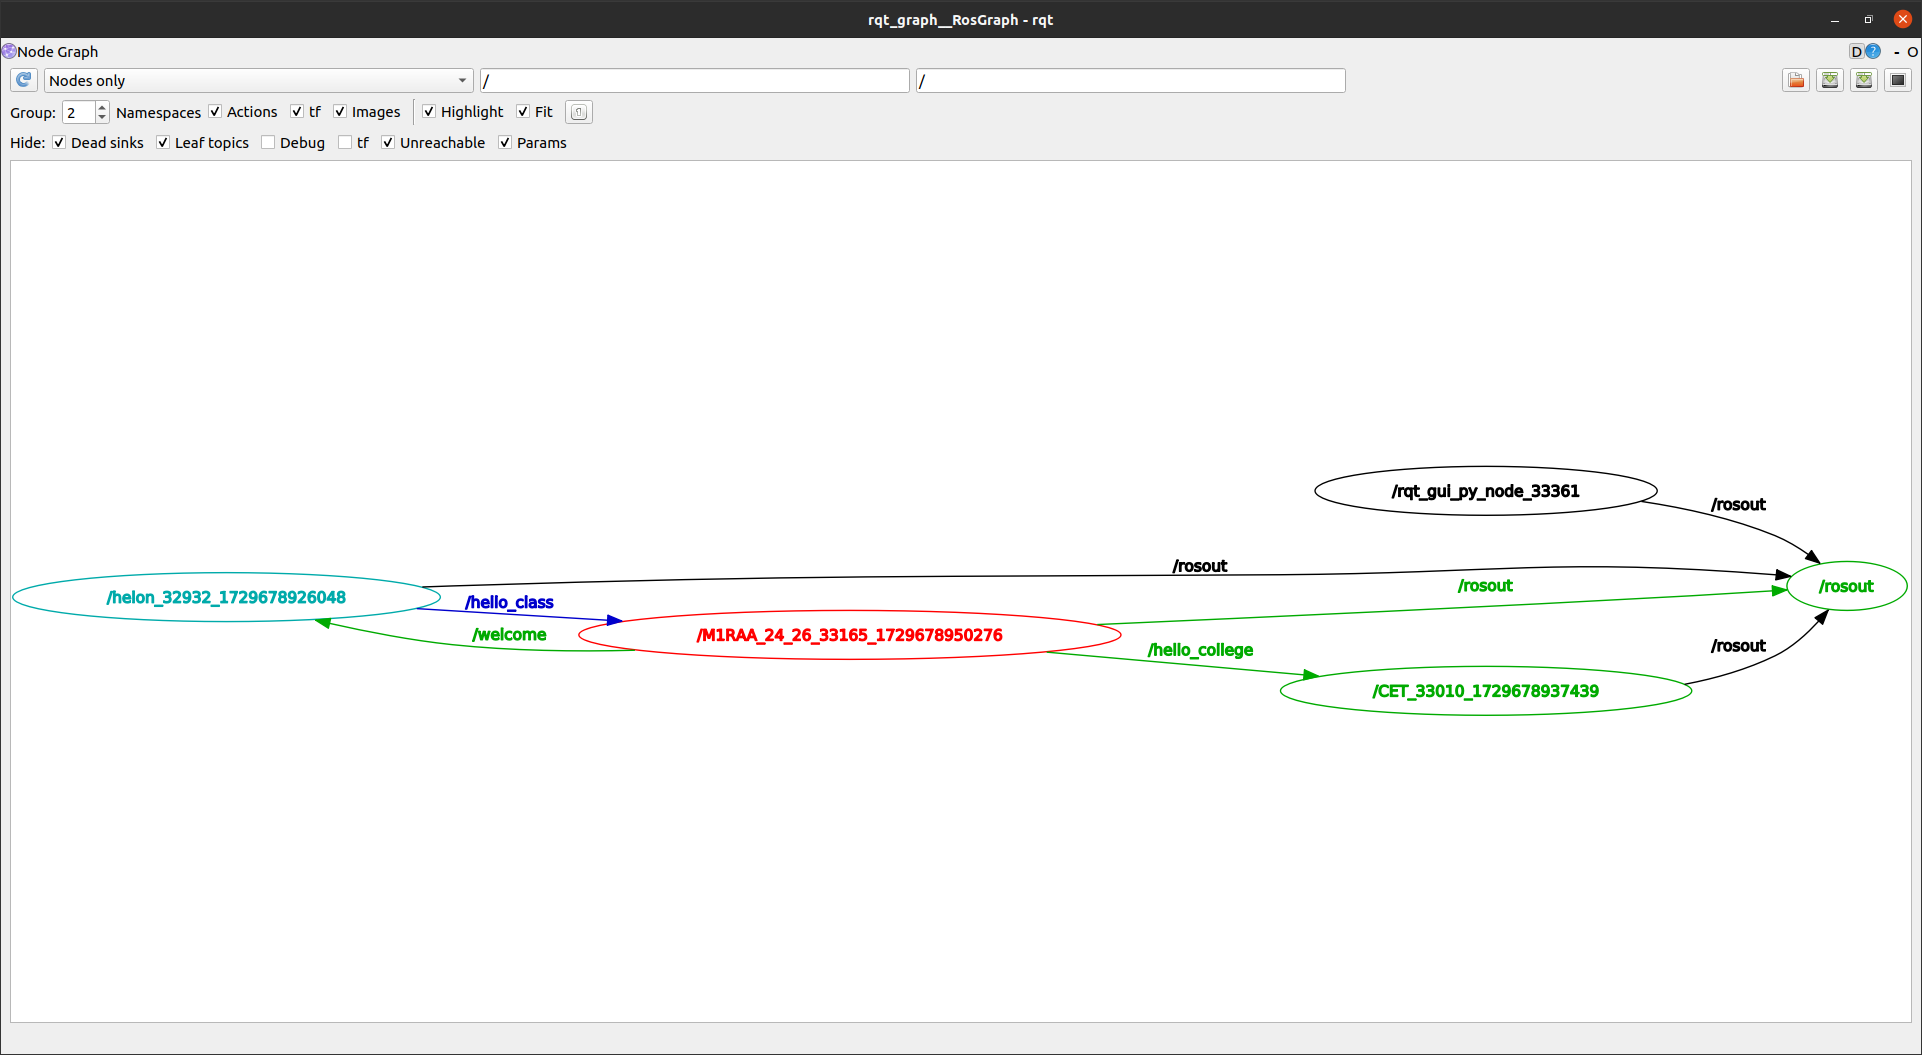 rqt_graph__RosGraph - rqt
Node Graph
D ? - O
Nodes only / /
Group: 2 Namespaces Actions tf Images Highlight Fit
Hide: Dead sinks Leaf topics Debug tf Unreachable Params
/rqt_gui_py_node_33361
/rosout
/rosout
/rosout
/rosout
/helon_32932_1729678926048
/hello_class
/welcome
/M1RAA_24_26_33165_1729678950276
/hello_college
/rosout
/CET_33010_1729678937439